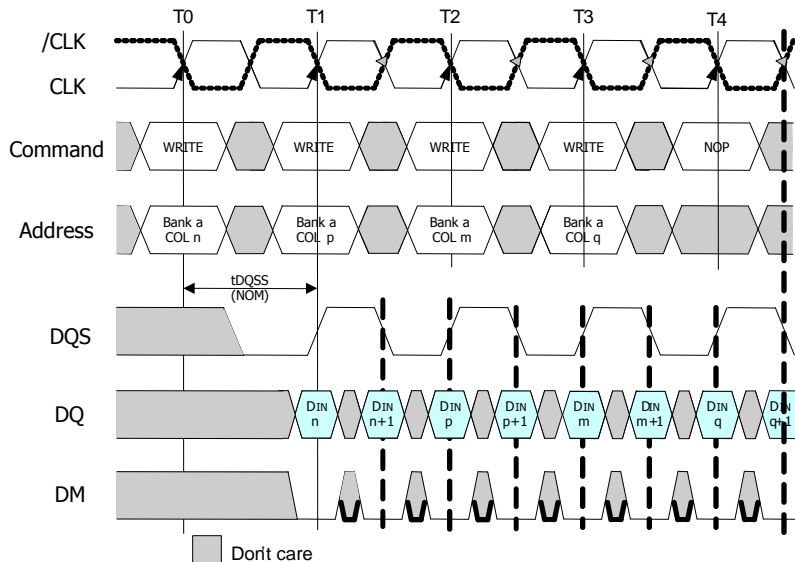 T0 T1 T2 T3 T4
/CLK
CLK
Command WRITE WRITE WRITE WRITE NOP
Address Bank a COL n Bank a COL p Bank a COL m Bank a COL q
tDQSS
(NOM)
DQS
DQ DIN n DIN n+1 DIN p DIN p+1 DIN m DIN m+1 DIN q DIN q+1
DM
Don't care